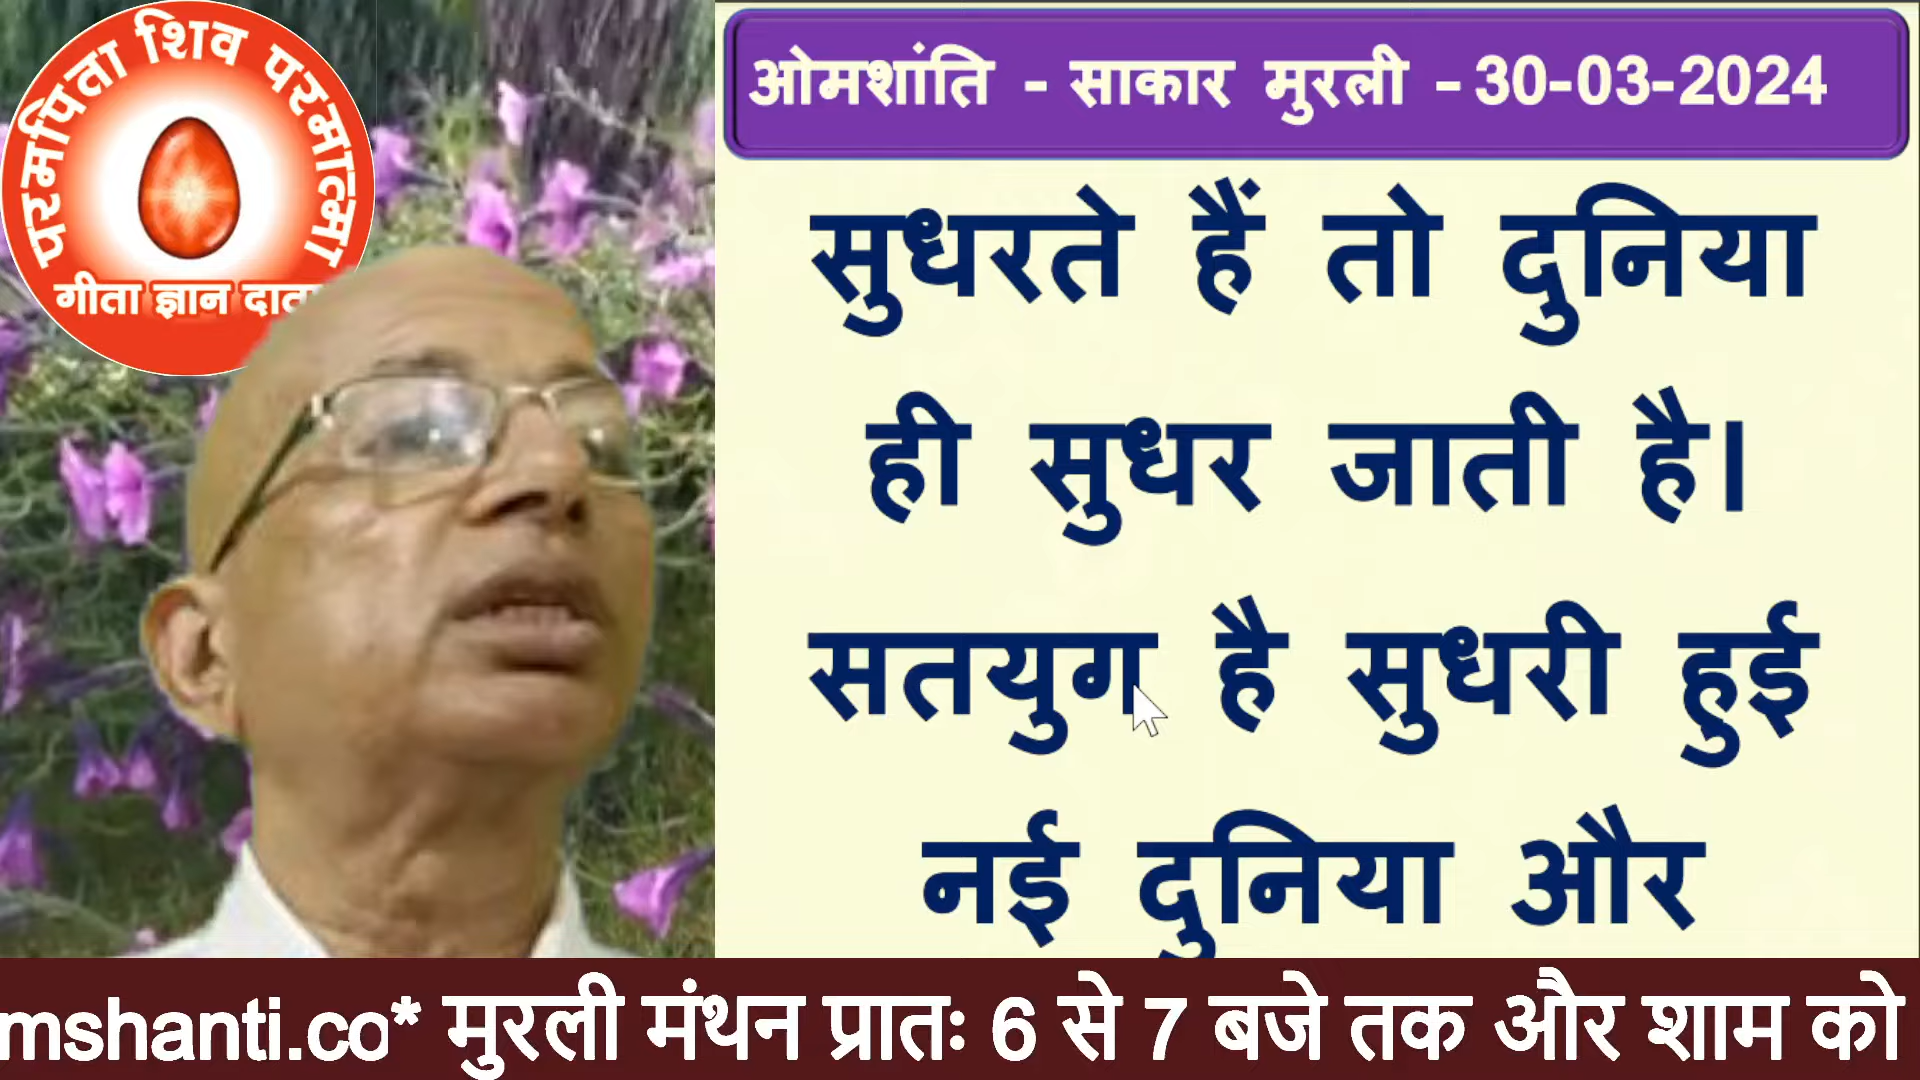 परमपिता शिव परमात्मा
गीता ज्ञान
ओमशांति - साकार मुरली - 30-03-2024
सुधरते हैं तो दुनिया
ही सुधर जाती है।
सतयुग है सुधरी हुई
नई दुनिया और
mshanti.co* मुरली मंथन प्रातः 6 से 7 बजे तक और शाम को